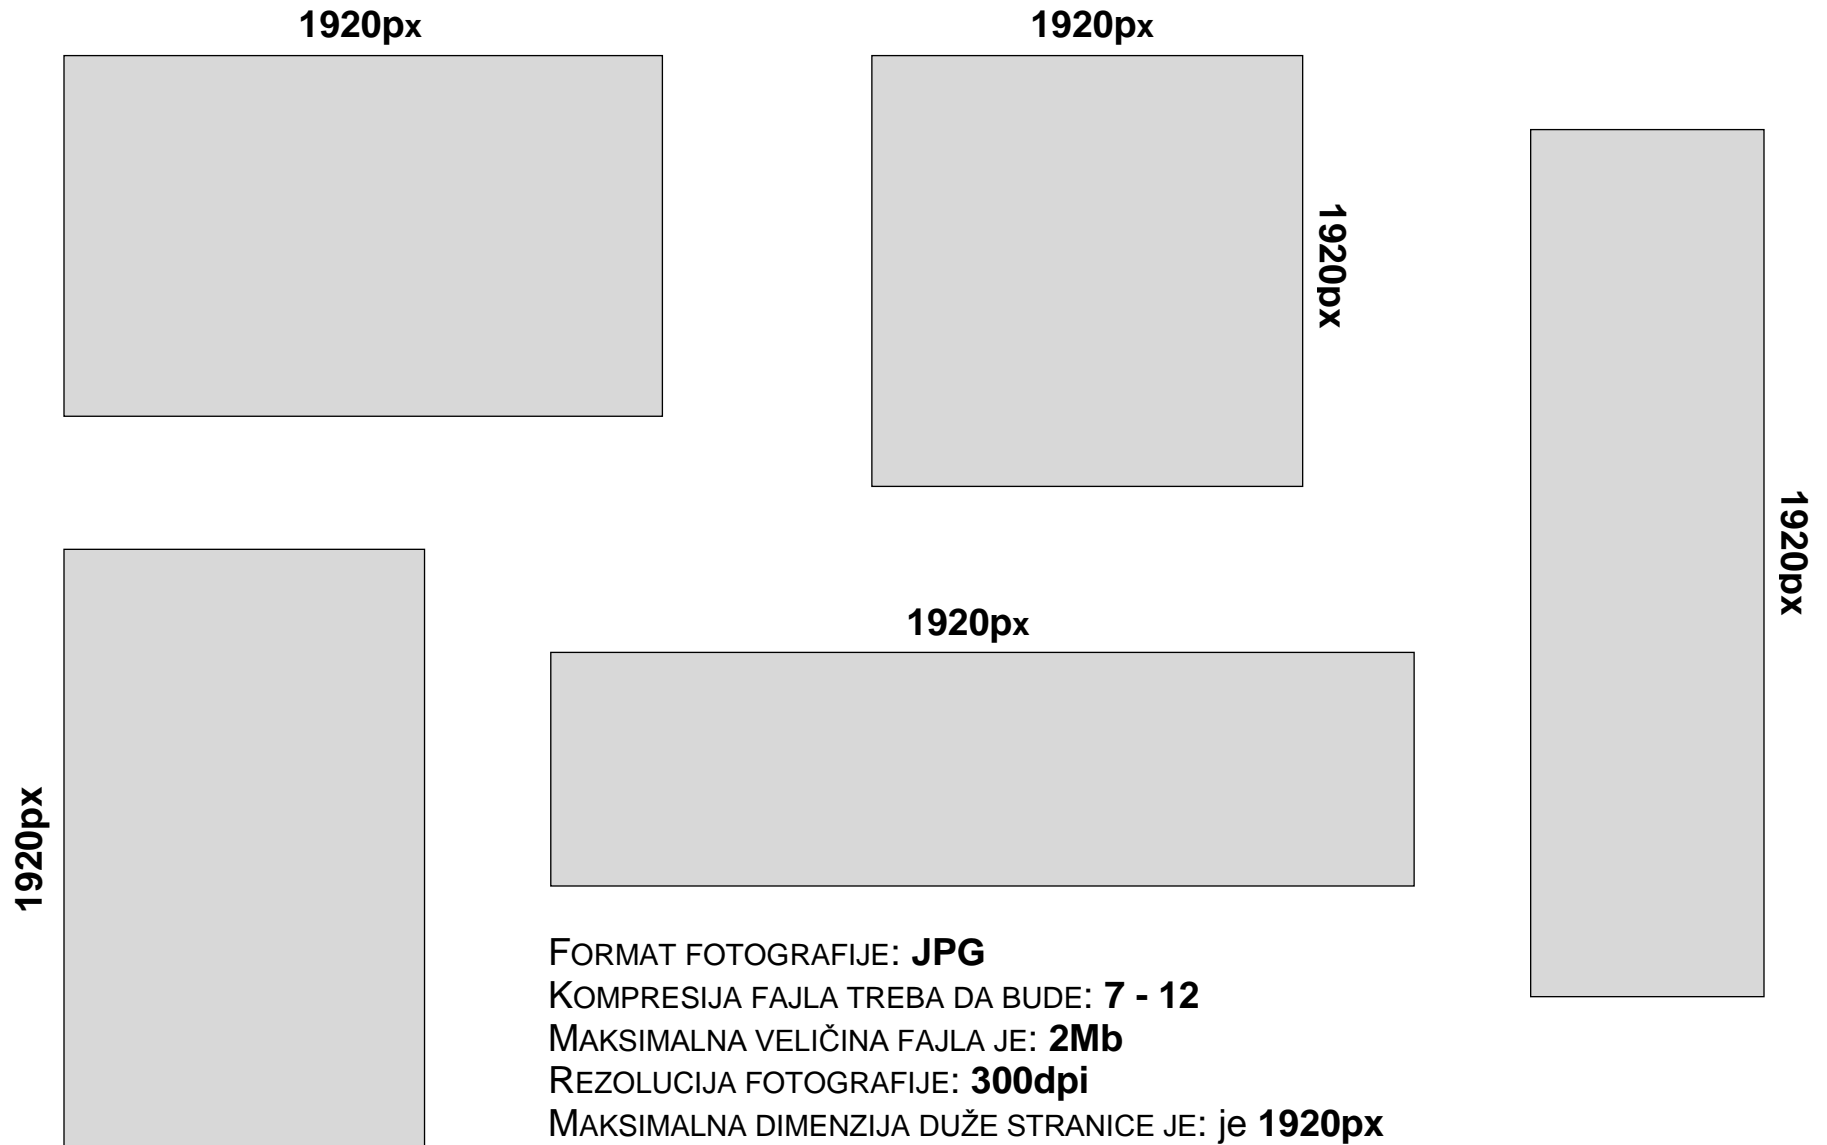 1920px
1920px
1920px
1920px
1920px
1920px
FORMAT FOTOGRAFIJE: JPG
KOMPRESIJA FAJLA TREBA DA BUDE: 7 - 12
MAKSIMALNA VELIČINA FAJLA JE: 2Mb
REZOLUCIJA FOTOGRAFIJE: 300dpi
MAKSIMALNA DIMENZIJA DUŽE STRANICE JE: je 1920px